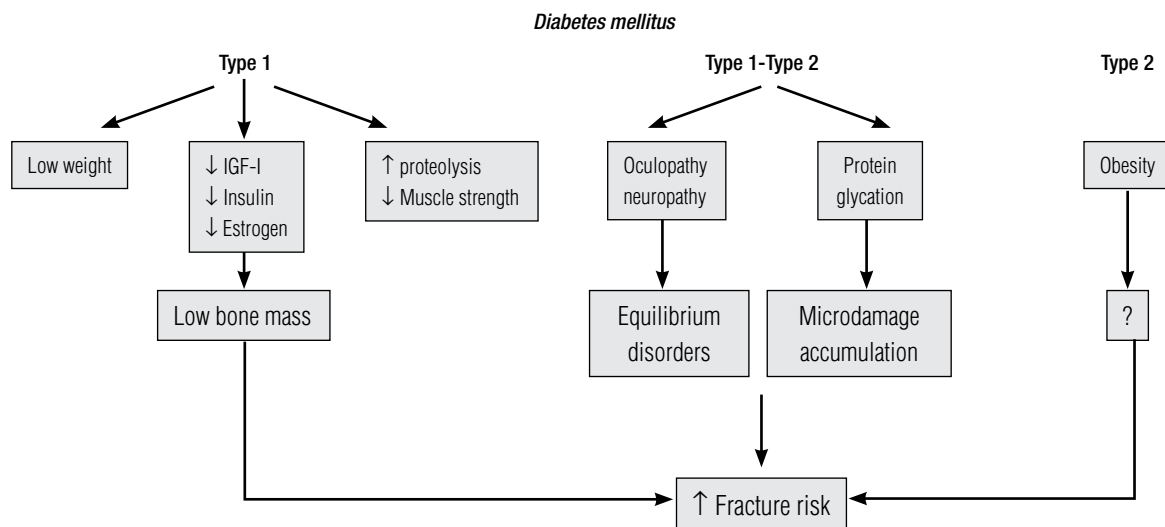 Diabetes mellitus
Type 1
Type 1-Type 2
Type 2
Low weight
↓ IGF-I
↓ Insulin
↓ Estrogen
↑ proteolysis
↓ Muscle strength
Oculopathy
neuropathy
Protein
glycation
Obesity
Low bone mass
Equilibrium
disorders
Microdamage
accumulation
?
↑ Fracture risk